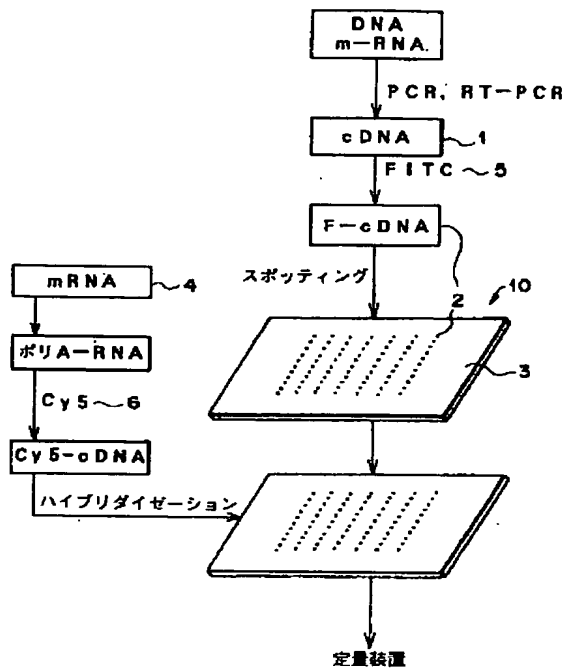 DNA
m-RNA.
PCR, RT-PCR
cDNA
1
FITC~5
F-cDNA
スポッティング
2
10
3
mRNA
4
ポリA-RNA
Cy5~6
Cy5-cDNA
ハイブリダイゼーション
定量装置